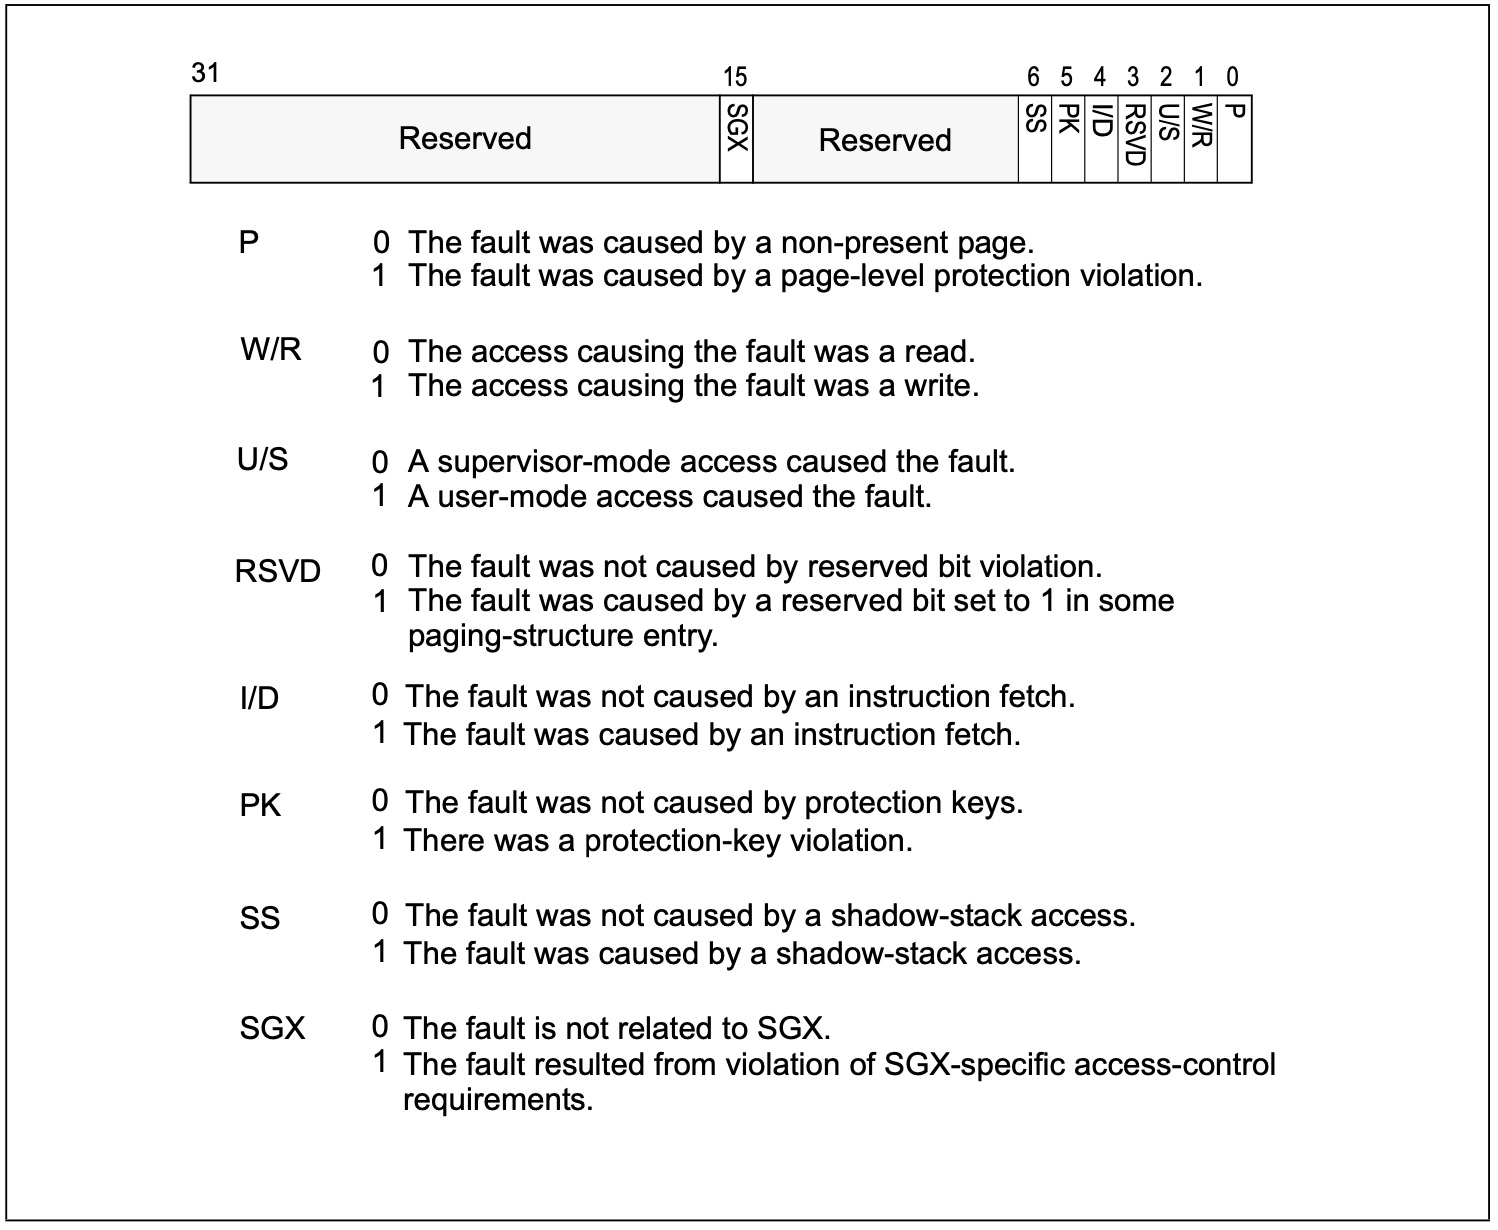 31 15 6 5 4 3 2 1 0
Reserved SGX Reserved SS PK I/D RSVD U/S W/R P
P 0 The fault was caused by a non-present page.
1 The fault was caused by a page-level protection violation.
W/R 0 The access causing the fault was a read.
1 The access causing the fault was a write.
U/S 0 A supervisor-mode access caused the fault.
1 A user-mode access caused the fault.
RSVD 0 The fault was not caused by reserved bit violation.
1 The fault was caused by a reserved bit set to 1 in some
paging-structure entry.
I/D 0 The fault was not caused by an instruction fetch.
1 The fault was caused by an instruction fetch.
PK 0 The fault was not caused by protection keys.
1 There was a protection-key violation.
SS 0 The fault was not caused by a shadow-stack access.
1 The fault was caused by a shadow-stack access.
SGX 0 The fault is not related to SGX.
1 The fault resulted from violation of SGX-specific access-control
requirements.